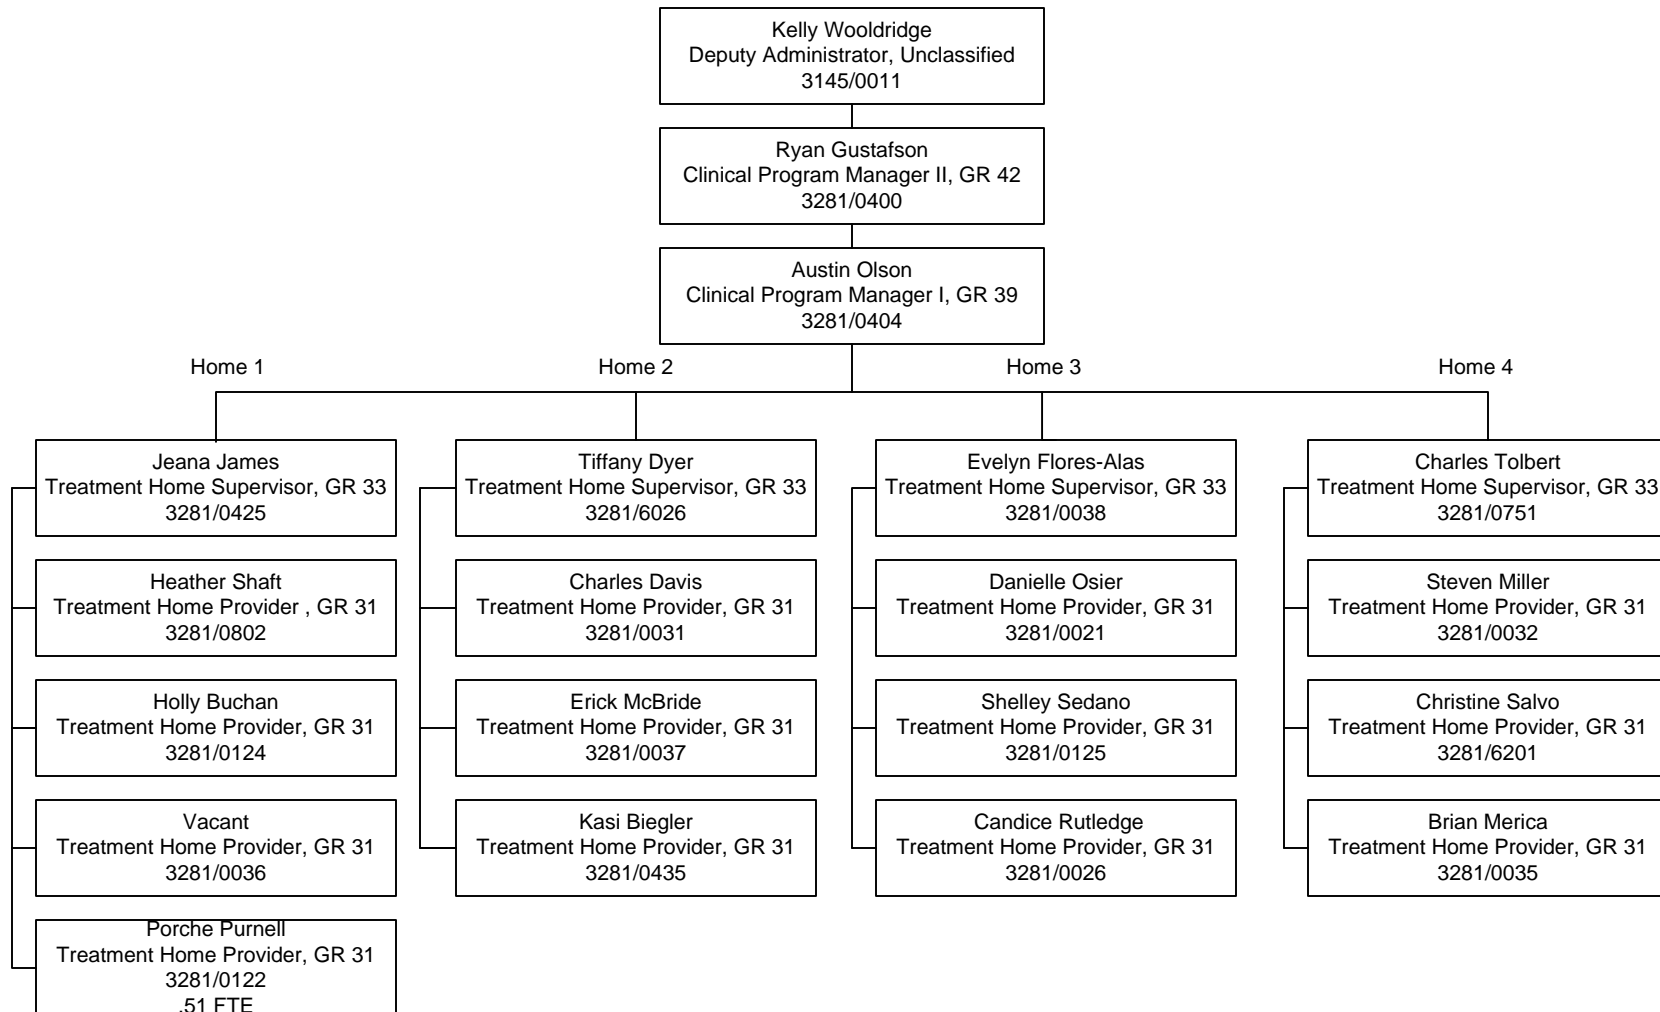 Kelly Wooldridge
Deputy Administrator, Unclassified
3145/0011
Ryan Gustafson
Clinical Program Manager II, GR 42
3281/0400
Austin Olson
Clinical Program Manager I, GR 39
3281/0404
Home 1
Home 2
Home 3
Home 4
Jeana James
Treatment Home Supervisor, GR 33
3281/0425
Heather Shaft
Treatment Home Provider , GR 31
3281/0802
Holly Buchan
Treatment Home Provider, GR 31
3281/0124
Vacant
Treatment Home Provider, GR 31
3281/0036
Porche Purnell
Treatment Home Provider, GR 31
3281/0122
.51 FTE
Tiffany Dyer
Treatment Home Supervisor, GR 33
3281/6026
Charles Davis
Treatment Home Provider, GR 31
3281/0031
Erick McBride
Treatment Home Provider, GR 31
3281/0037
Kasi Biegler
Treatment Home Provider, GR 31
3281/0435
Evelyn Flores-Alas
Treatment Home Supervisor, GR 33
3281/0038
Danielle Osier
Treatment Home Provider, GR 31
3281/0021
Shelley Sedano
Treatment Home Provider, GR 31
3281/0125
Candice Rutledge
Treatment Home Provider, GR 31
3281/0026
Charles Tolbert
Treatment Home Supervisor, GR 33
3281/0751
Steven Miller
Treatment Home Provider, GR 31
3281/0032
Christine Salvo
Treatment Home Provider, GR 31
3281/6201
Brian Merica
Treatment Home Provider, GR 31
3281/0035